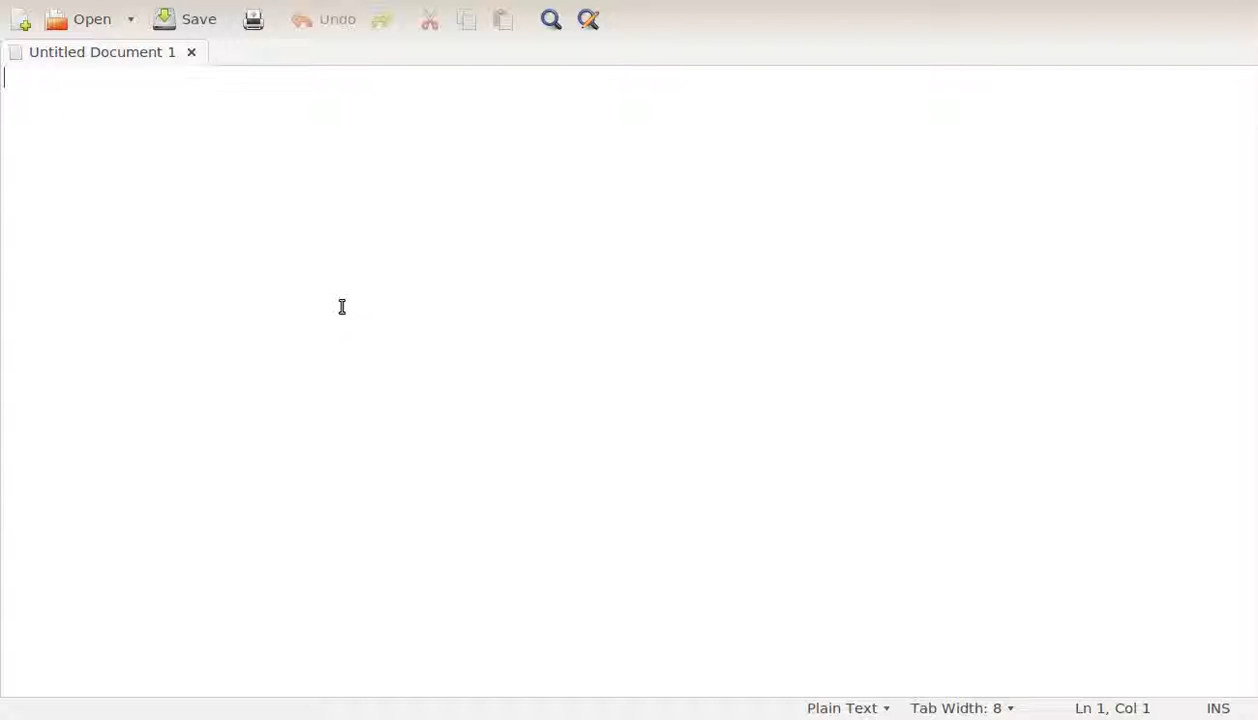 Open Save Undo
Untitled Document 1
Plain Text Tab Width: 8 Ln 1, Col 1 INS